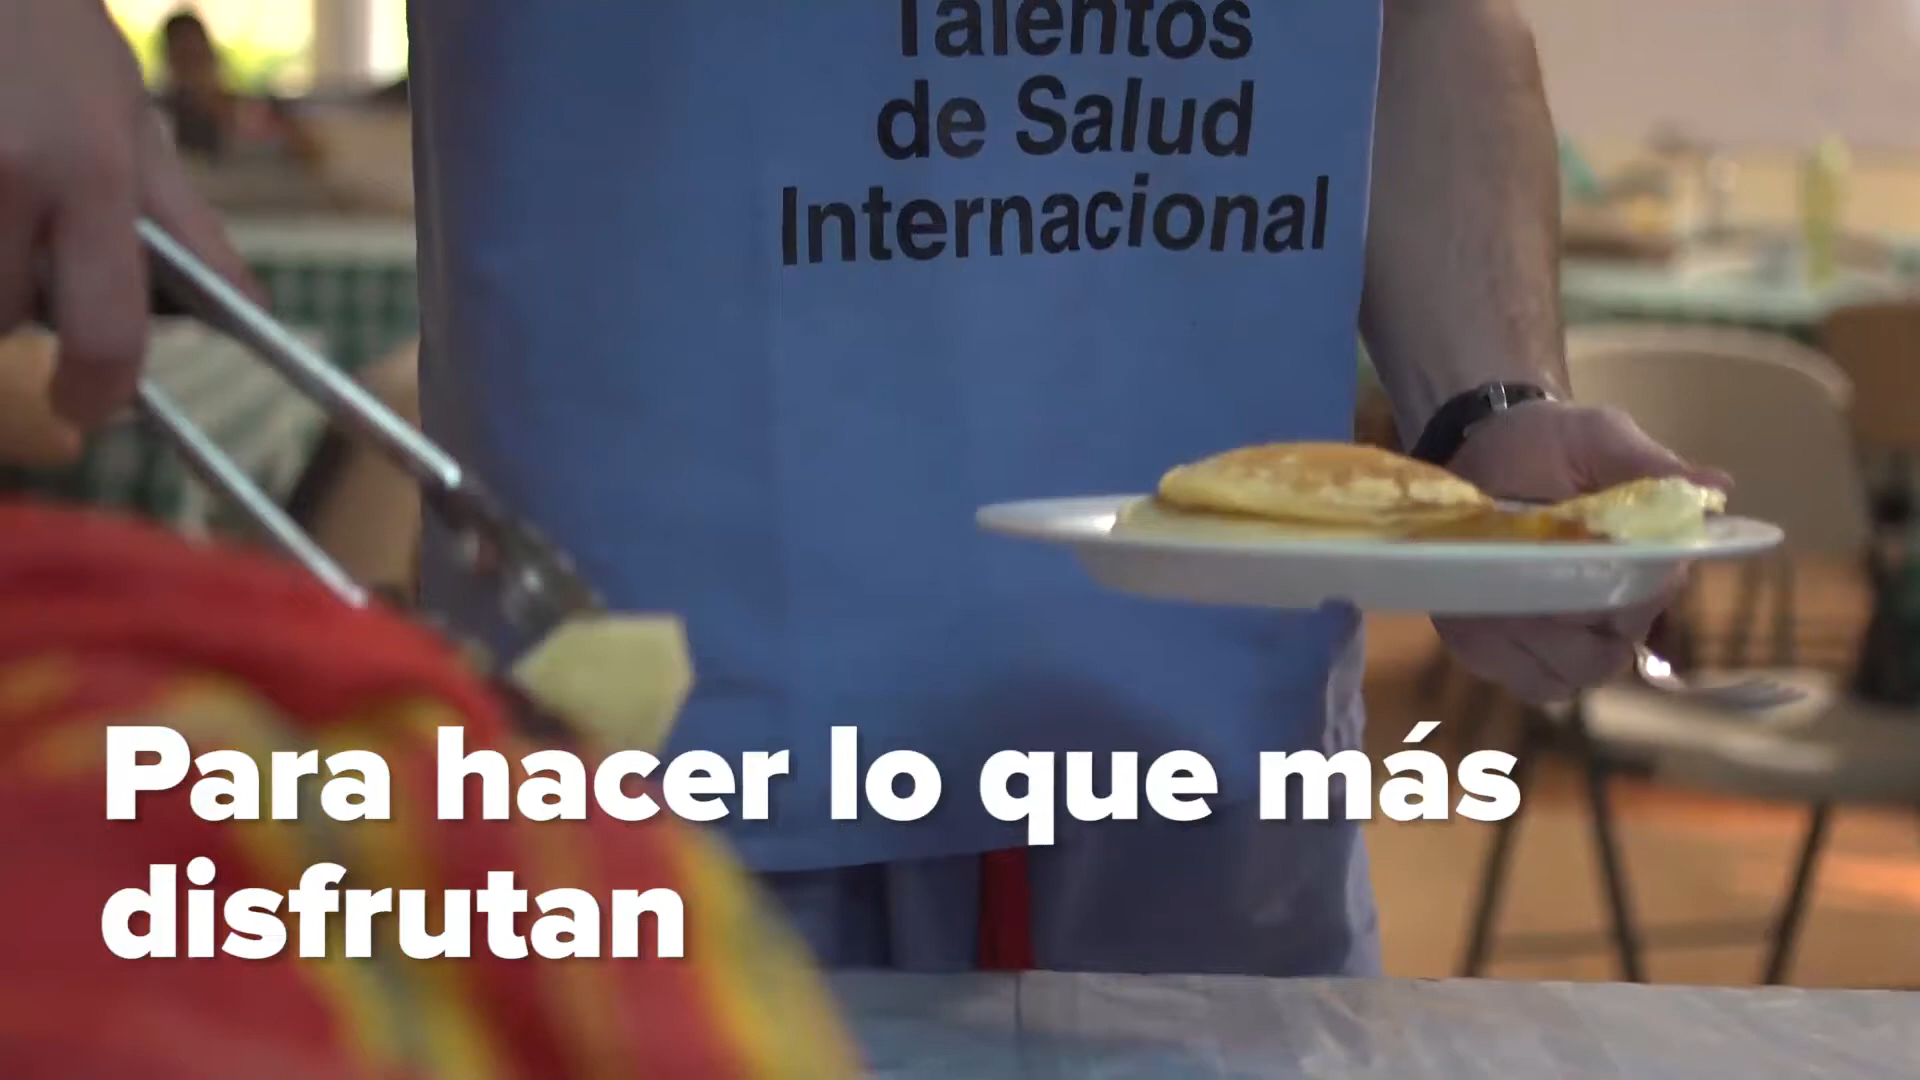 Talentos
de Salud
Internacional
Para hacer lo que más
disfrutan